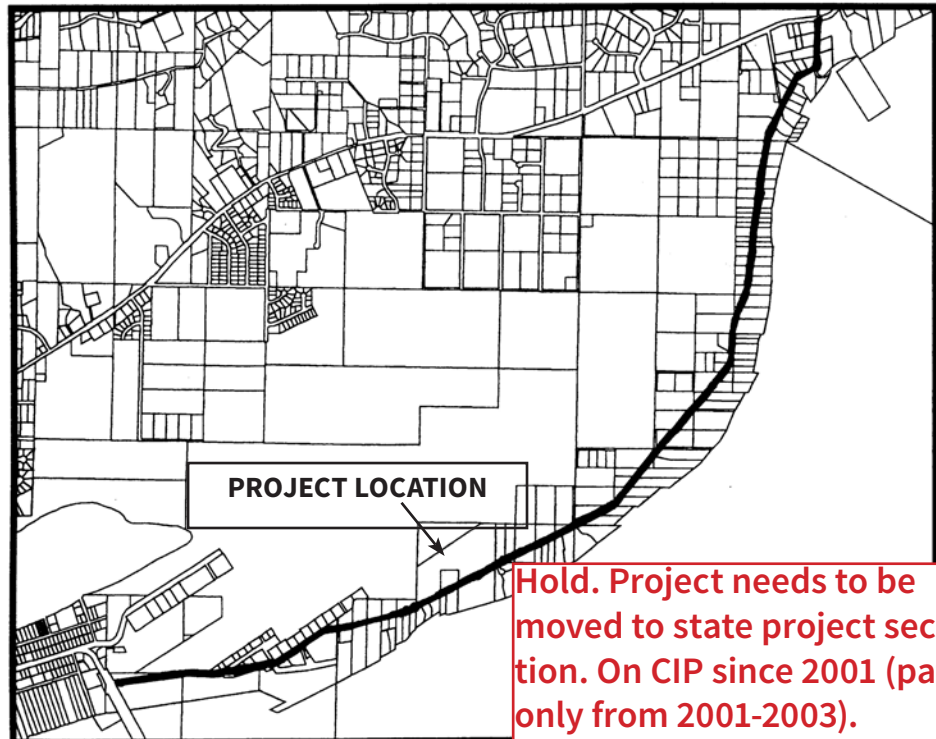 PROJECT LOCATION
Hold. Project needs to be
moved to state project sec
tion. On CIP since 2001 (pa
only from 2001-2003).